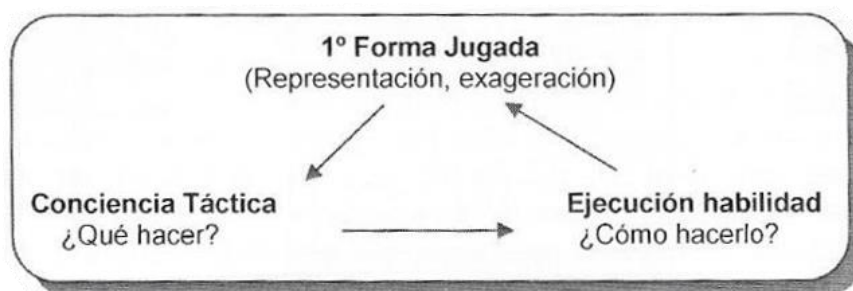 1º Forma Jugada
(Representación, exageración)
Conciencia Táctica
¿Qué hacer?
Ejecución habilidad
¿Cómo hacerlo?